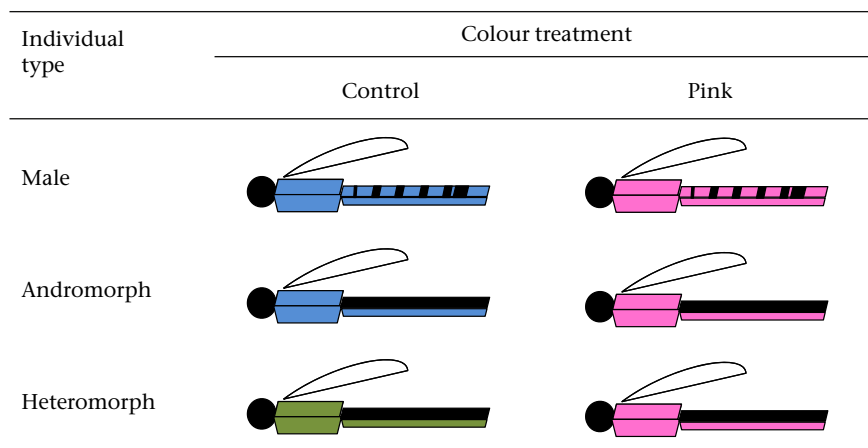 Individual
type
Colour treatment
Control
Pink
Male
Andromorph
Heteromorph